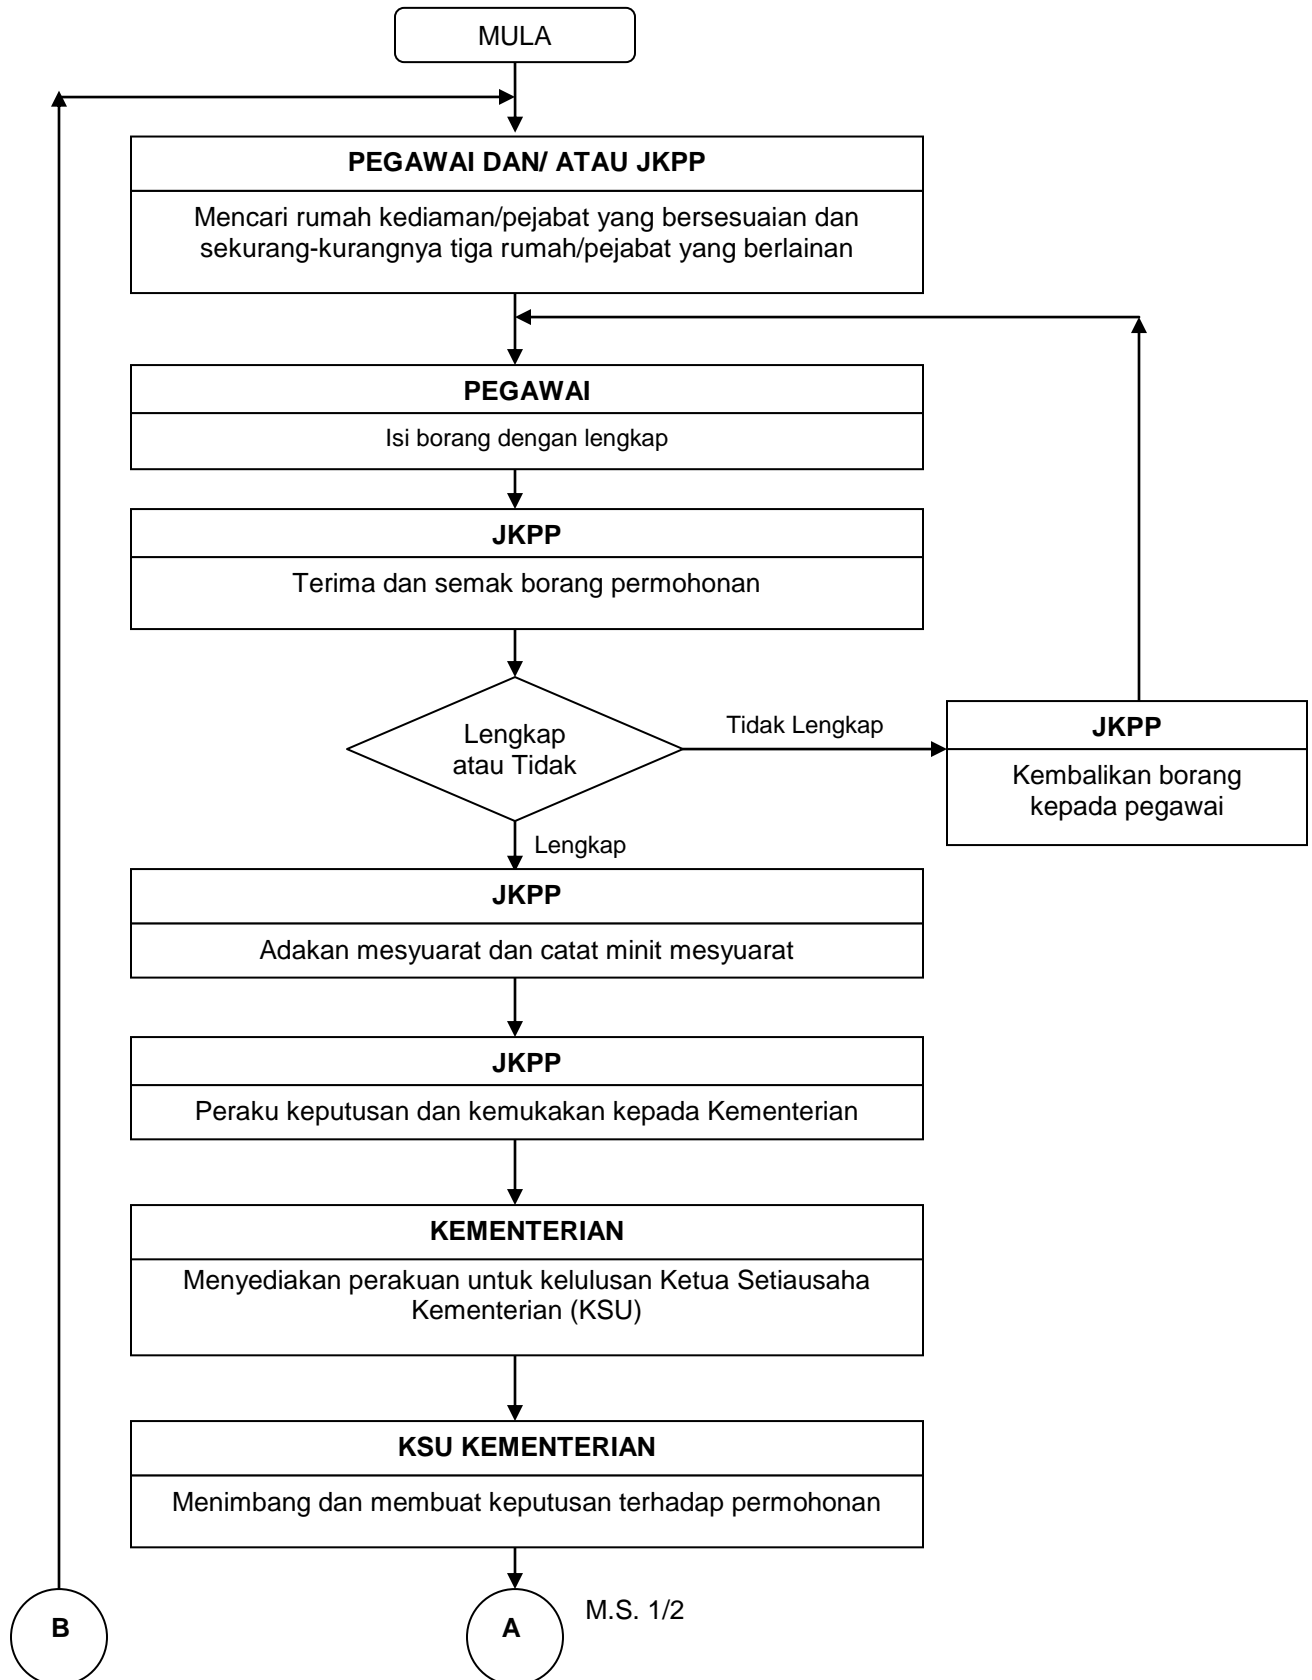 MULA
PEGAWAI DAN/ ATAU JKPP
Mencari rumah kediaman/pejabat yang bersesuaian dan
sekurang-kurangnya tiga rumah/pejabat yang berlainan
PEGAWAI
Isi borang dengan lengkap
JKPP
Terima dan semak borang permohonan
Lengkap
atau Tidak
Tidak Lengkap
JKPP
Kembalikan borang
kepada pegawai
Lengkap
JKPP
Adakan mesyuarat dan catat minit mesyuarat
JKPP
Peraku keputusan dan kemukakan kepada Kementerian
KEMENTERIAN
Menyediakan perakuan untuk kelulusan Ketua Setiausaha
Kementerian (KSU)
KSU KEMENTERIAN
Menimbang dan membuat keputusan terhadap permohonan
B
A
M.S. 1/2